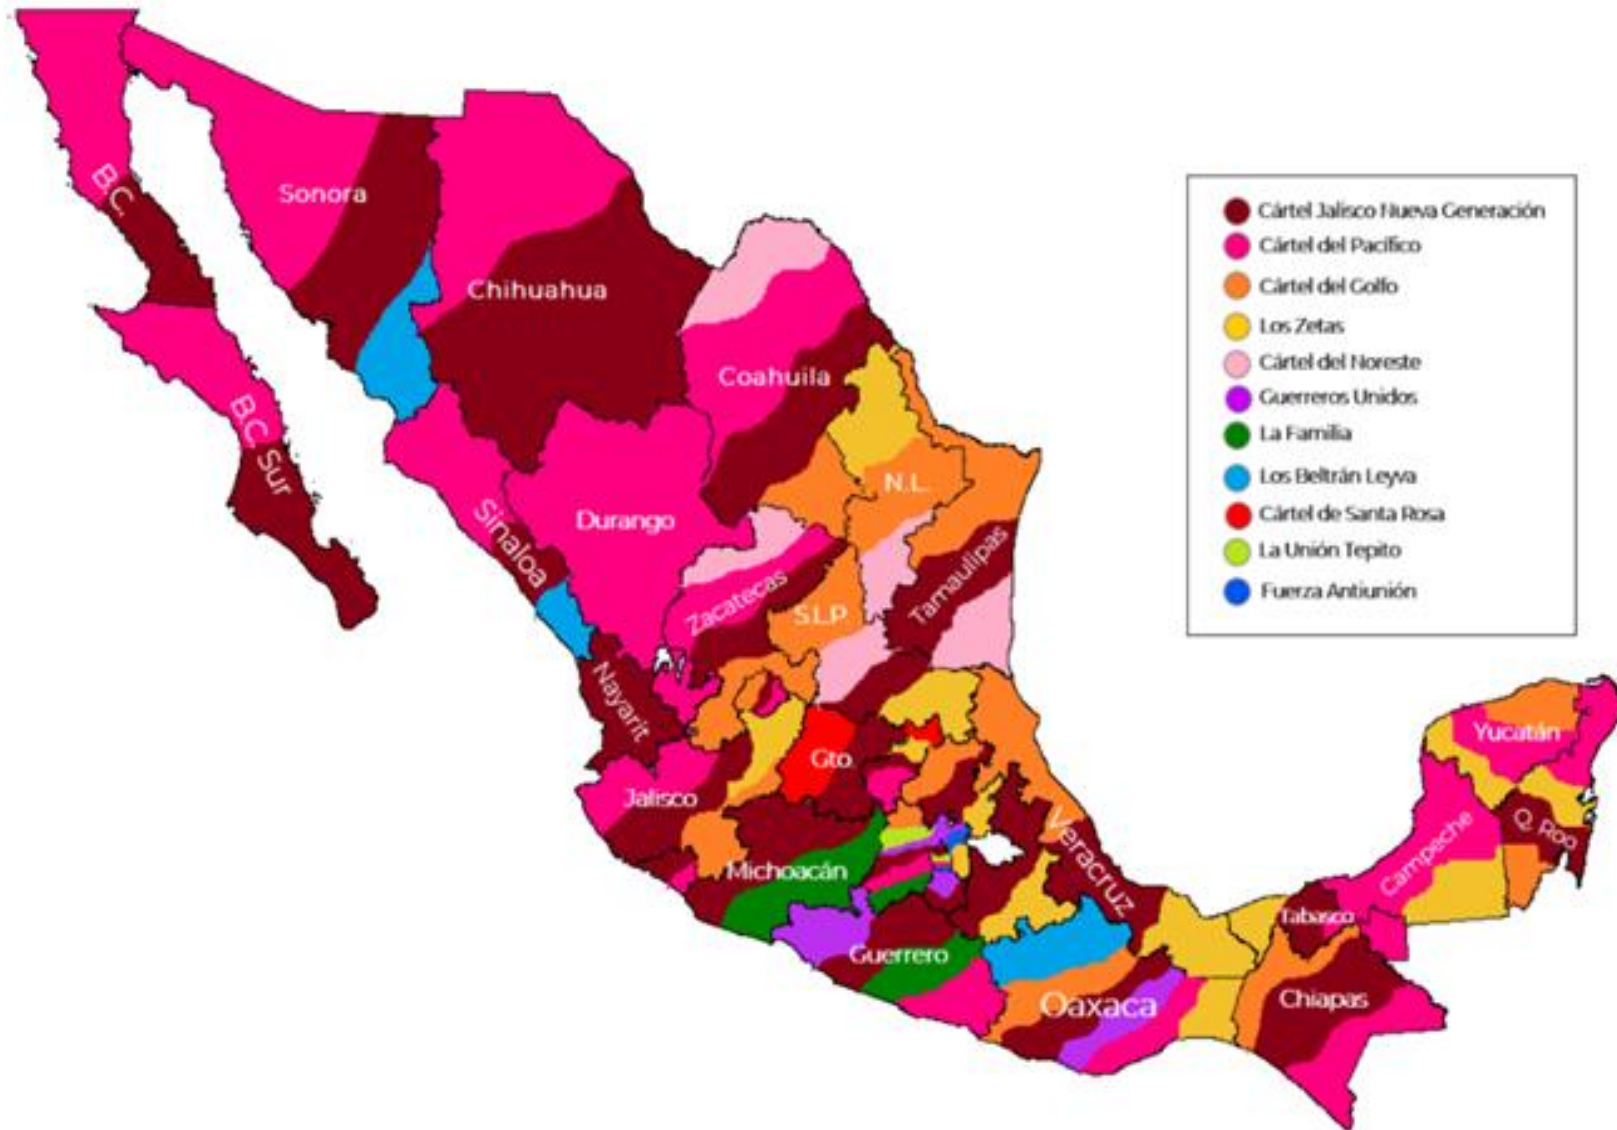 B.C.
Sonora
Chihuahua
Coahuila
B.C. Sur
Sinaloa
Durango
N.L.
Zacatecas
S.L.P.
Tamaulipas
Nayarit
Gto.
Jalisco
Michoacán
Veracruz
Guerrero
Oaxaca
Tabasco
Chiapas
Campeche
Yucatán
Q. Roo
Cártel Jalisco Nueva Generación
Cártel del Pacífico
Cártel del Golfo
Los Zetas
Cártel del Noreste
Guerreros Unidos
La Familia
Los Beltrán Leyva
Cártel de Santa Rosa
La Unión Tepito
Fuerza Antiunión